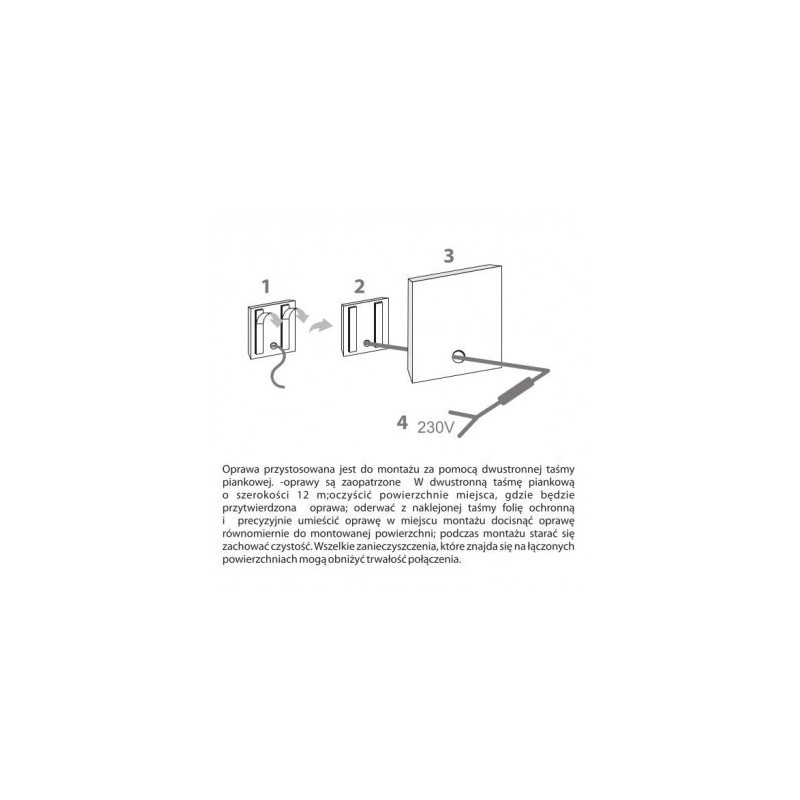 3
1
2
4
230V
Oprawa przystosowana jest do montażu za pomocą dwustronnej taśmy
piankowej. -oprawy są zaopatrzone W dwustronną taśmę piankową
o szerokości 12 m;oczyścić powierzchnie miejsca, gdzie będzie
przytwierdzona oprawa; oderwać z naklejonej taśmy folię ochronną
i precyzyjnie umieścić oprawę w miejscu montażu docisnąć oprawę
równomiernie do montowanej powierzchni; podczas montażu starać się
zachować czystość. Wszelkie zanieczyszczenia, które znajda się na łączonych
powierzchniach mogą obniżyć trwałość połączenia.